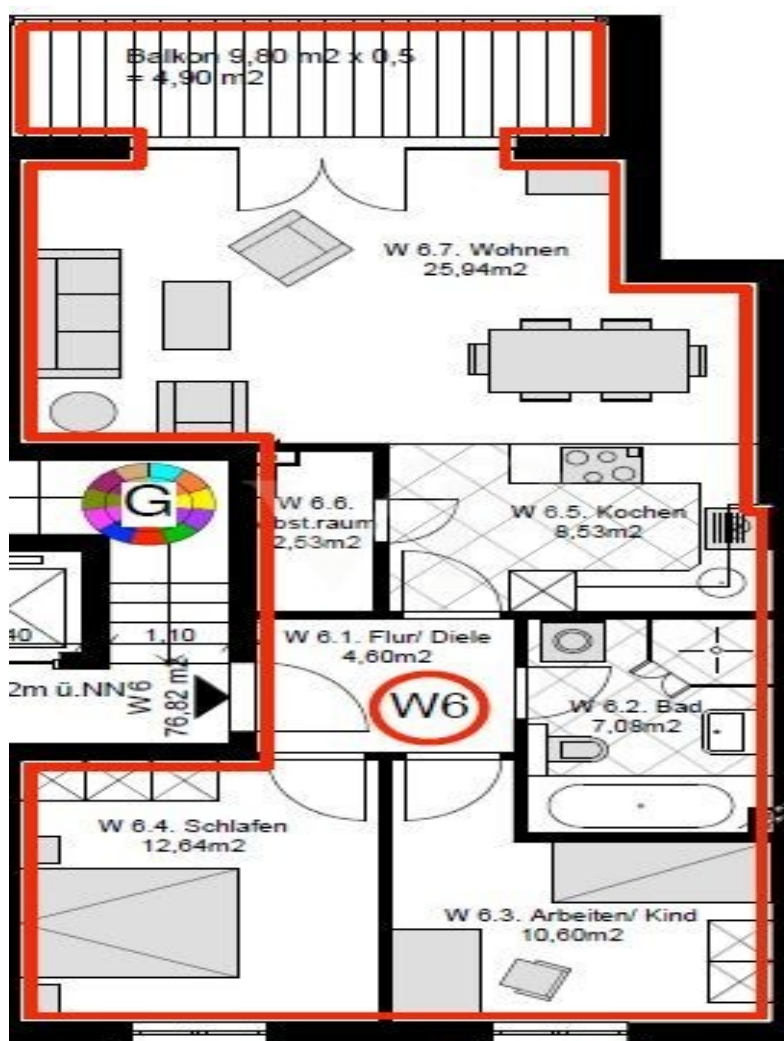 Balkon 9,80 m2 x 0,5
= 4,90 m2
W 6.7. Wohnen
25,94m2
G
W 6.6.
bst.raum
2,53m2
W 6.5. Kochen
8,53m2
40
1,10
2m ü.NN
W6
76,82 m2
W 6.1. Flur/ Diele
4,60m2
W6
W 6.2. Bad
7,08m2
W 6.4. Schlafen
12,64m2
W 6.3. Arbeiten/ Kind
10,60m2